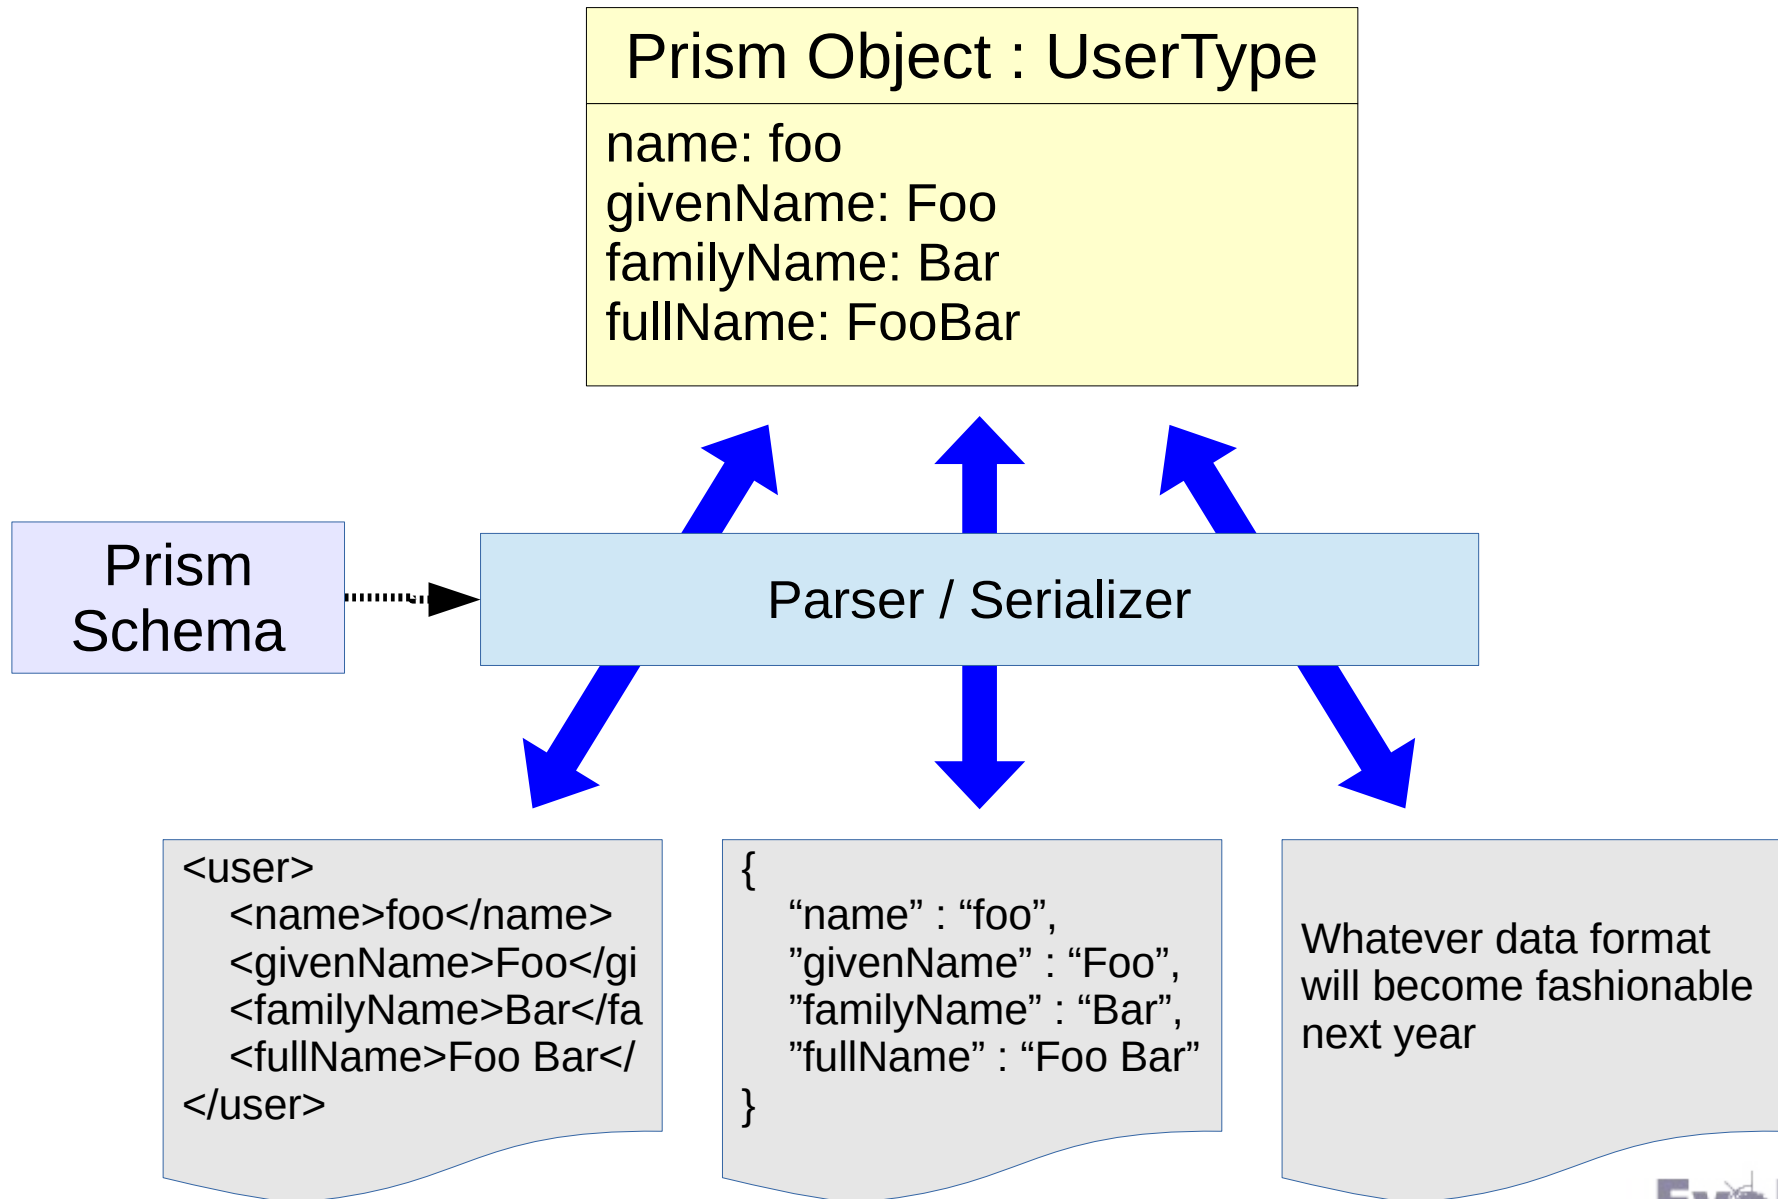 Prism Object : UserType
name: foo
givenName: Foo
familyName: Bar
fullName: FooBar
Prism
Schema
Parser / Serializer
<user>
<name>foo</name>
<givenName>Foo</gi
<familyName>Bar</fa
<fullName>Foo Bar</
</user>
{
“name” : “foo”,
”givenName” : “Foo”,
”familyName” : “Bar”,
”fullName” : “Foo Bar”
}
Whatever data format
will become fashionable
next year